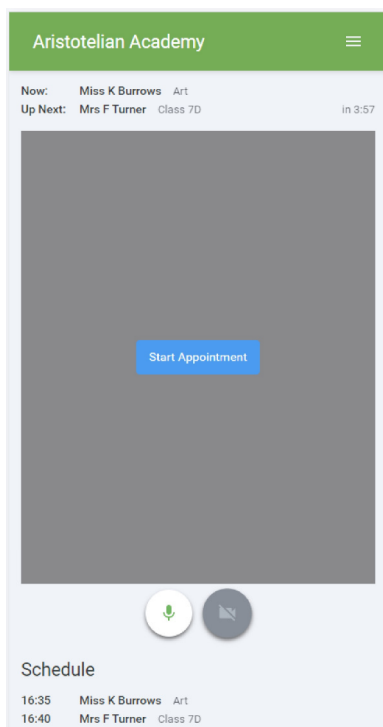 Aristotelian Academy
Now: Miss K Burrows Art
Up Next: Mrs F Turner Class 7D in 3:57
Start Appointment
Schedule
16:35 Miss K Burrows Art
16:40 Mrs F Turner Class 7D